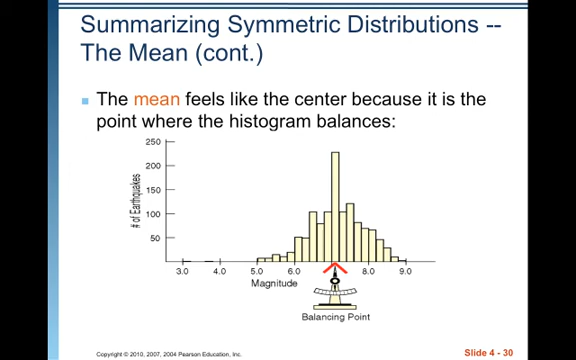 Summarizing Symmetric Distributions --
The Mean (cont.)
The mean feels like the center because it is the
point where the histogram balances:
250
200
150
100
50
# of Earthquakes
3.0 4.0 5.0 6.0 8.0 9.0
Magnitude
Balancing Point
Copyright © 2010, 2007, 2004 Pearson Education, Inc.
Slide 4 - 30